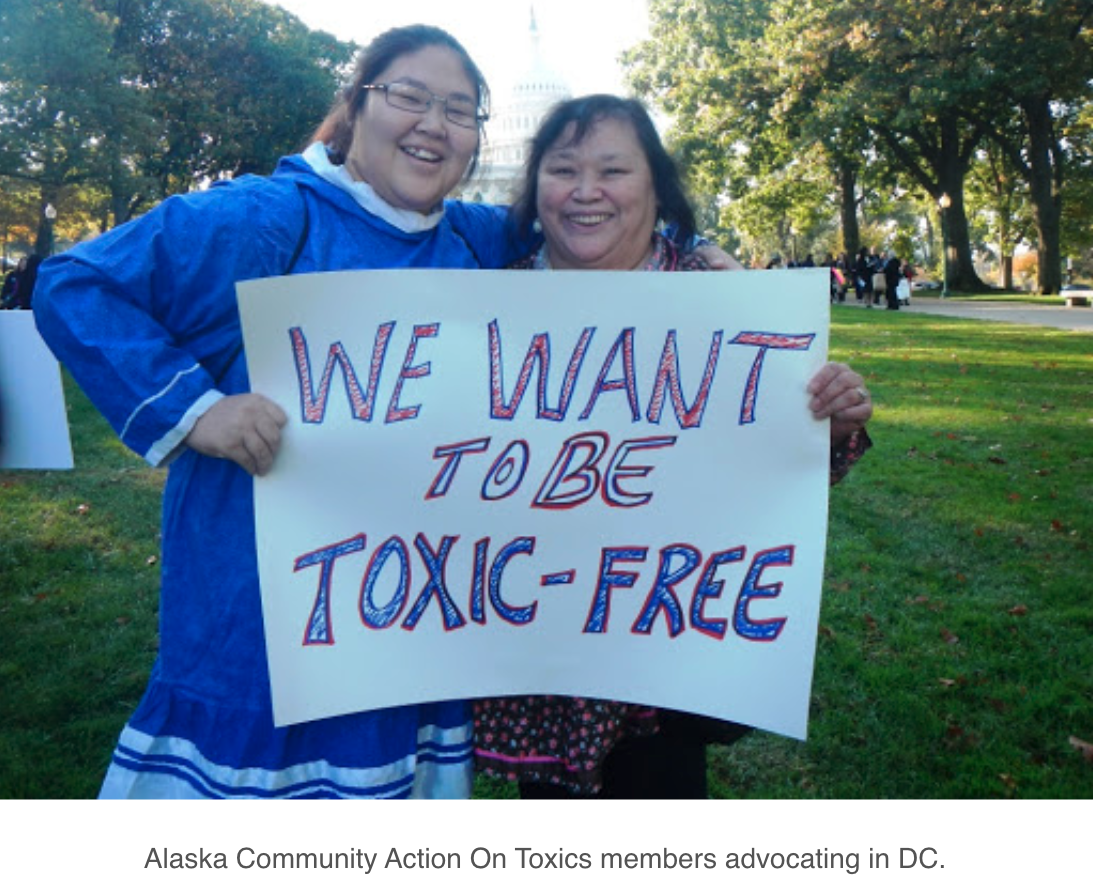 WE WANT
TO BE
TOXIC-FREE
Alaska Community Action On Toxics members advocating in DC.